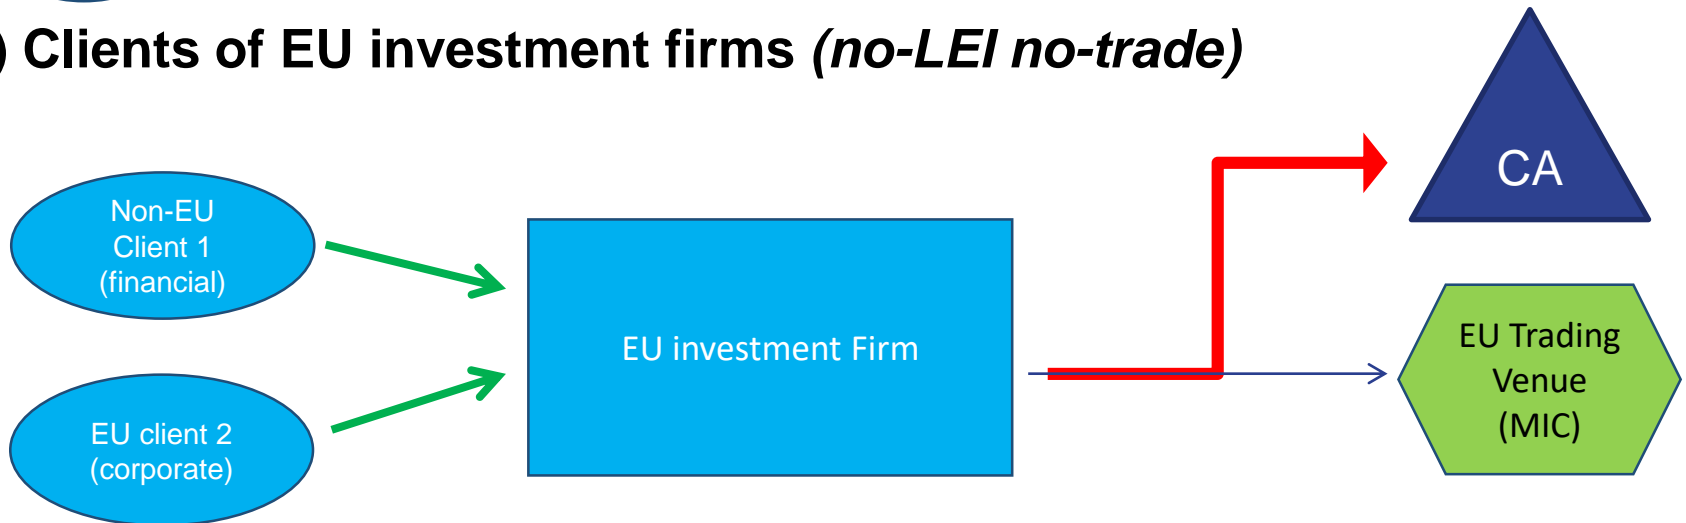 ) Clients of EU investment firms (no-LEI no-trade)
CA
Non-EU
Client 1
(financial)
EU investment Firm
EU Trading
Venue
(MIC)
EU client 2
(corporate)